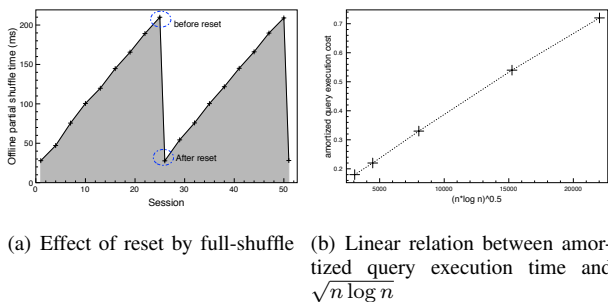 200
150
100
50
0
0
10
20
30
40
50
Offline partial shuffle time (ms)
Session
before reset
After reset
0.7
0.6
0.5
0.4
0.3
0.2
5000
10000
15000
20000
amortized query execution cost
(n*log n)^0.5
(a) Effect of reset by full-shuffle
(b) Linear relation between amor-
tized query execution time and
√n log n